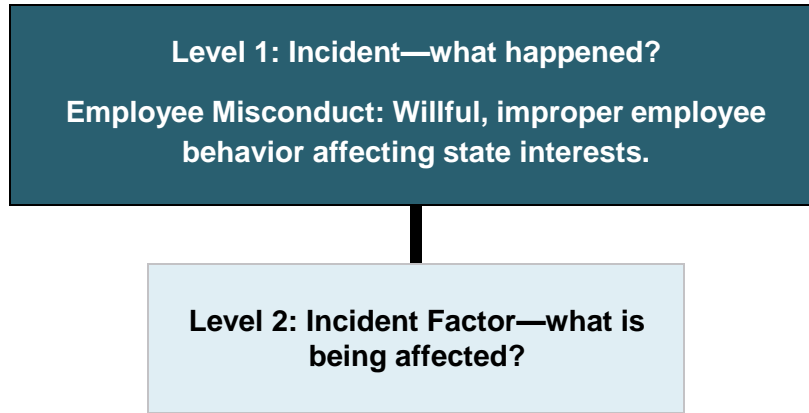 Level 1: Incident—what happened?
Employee Misconduct: Willful, improper employee
behavior affecting state interests.
Level 2: Incident Factor—what is
being affected?